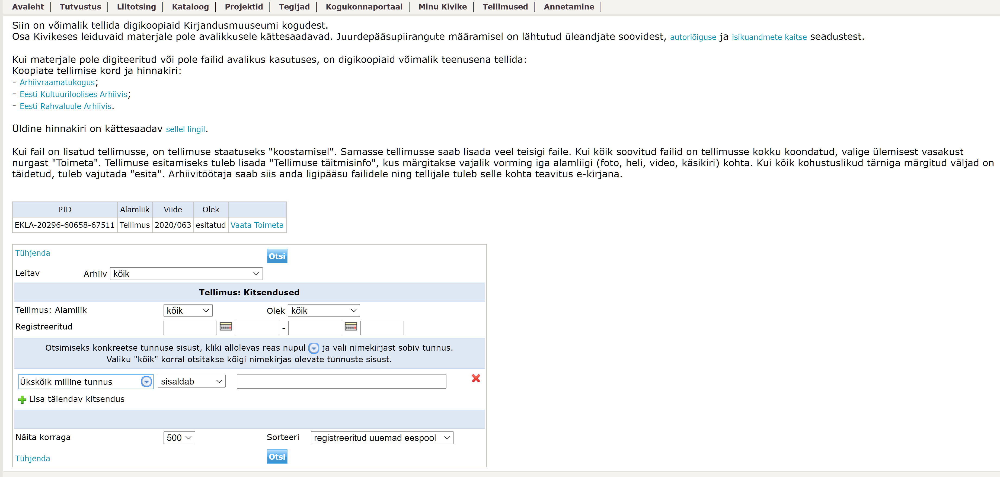 Avaleht Tutvustus Liitotsing Kataloog Projektid Tegijad Kogukonnaportaal Minu Kivike Tellimused Annetamine
Siin on võimalik tellida digikoopiaid Kirjandusmuuseumi kogudest.
Osa Kivikeses leiduvaid materjale pole avalikkusele kättesaadavad. Juurdepääsupiirangute määramisel on lähtutud üleandjate soovidest, autoriõiguse ja isikuandmete kaitse seadustest.
Kui materjale pole digiteeritud või pole failid avalikus kasutuses, on digikoopiaid võimalik teenusena tellida:
Koopiate tellimise kord ja hinnakiri:
- Arhiivraamatukogus;
- Eesti Kultuuriloolises Arhiivis;
- Eesti Rahvaluule Arhiivis.
Üldine hinnakiri on kättesaadav sellel lingil.
Kui fail on lisatud tellimusse, on tellimuse staatuseks "koostamisel". Samasse tellimusse saab lisada veel teisigi faile. Kui kõik soovitud failid on tellimusse kokku koondatud, valige ülemisest vasakust
nurgast "Toimeta". Tellimuse esitamiseks tuleb lisada "Tellimuse täitmisinfo", kus märgitakse vajalik vorming iga alamliigi (foto, heli, video, käsikiri) kohta. Kui kõik kohustuslikud tärniga märgitud väljad on
täidetud, tuleb vajutada "esita". Arhiivitöötaja saab siis anda ligipääsu failidele ning tellijale tuleb selle kohta teavitus e-kirjana.
PID Alamliik Viide Olek
EKLA-20296-60658-67511 Tellimus 2020/063 esitatud Vaata Toimeta
Tühjenda Otsi
Leitav Arhiiv kõik
Tellimus: Kitsendused
Tellimus: Alamliik kõik Olek kõik
Registreeritud -
Otsimiseks konkreetse tunnuse sisust, kliki allolevas reas nupul ja vali nimekirjast sobiv tunnus.
Valiku "kõik" korral otsitakse kõigi nimekirjas olevate tunnuste sisust.
Ükskõik milline tunnus sisaldab
Lisa täiendav kitsendus
Näita korraga 500 Sorteeri registreeritud uuemad eespool
Tühjenda Otsi